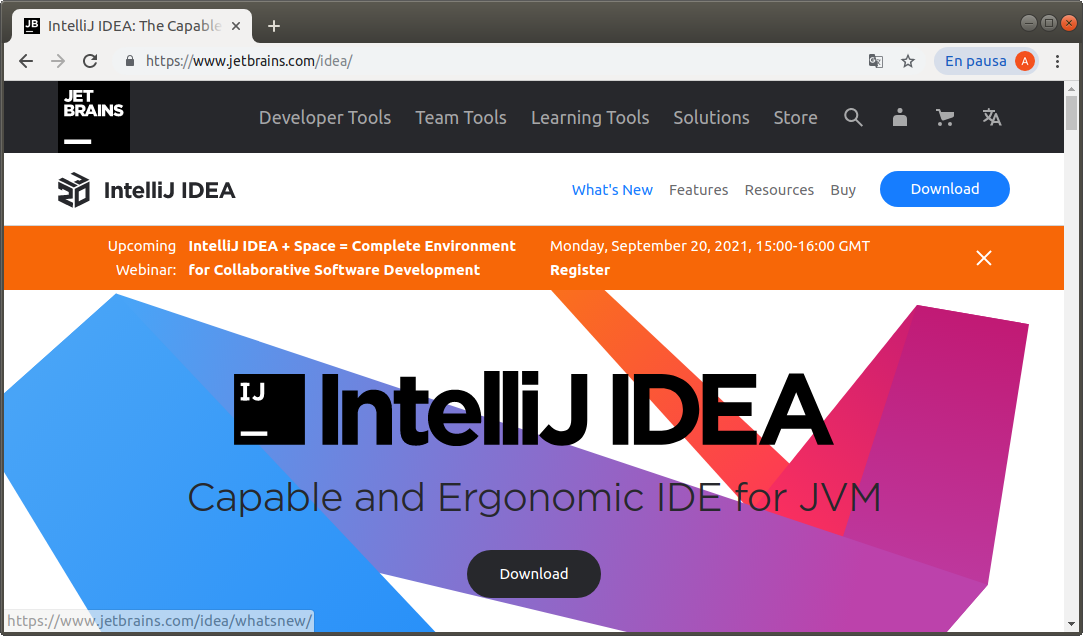 JB IntelliJ IDEA: The Capable
https://www.jetbrains.com/idea/
En pausa A
JET
BRAINS
Developer Tools Team Tools Learning Tools Solutions Store
IntelliJ IDEA
What's New Features Resources Buy Download
Upcoming
Webinar:
IntelliJ IDEA + Space = Complete Environment
for Collaborative Software Development
Monday, September 20, 2021, 15:00-16:00 GMT
Register
IJ IntelliJ IDEA
Capable and Ergonomic IDE for JVM
Download
https://www.jetbrains.com/idea/whatsnew/